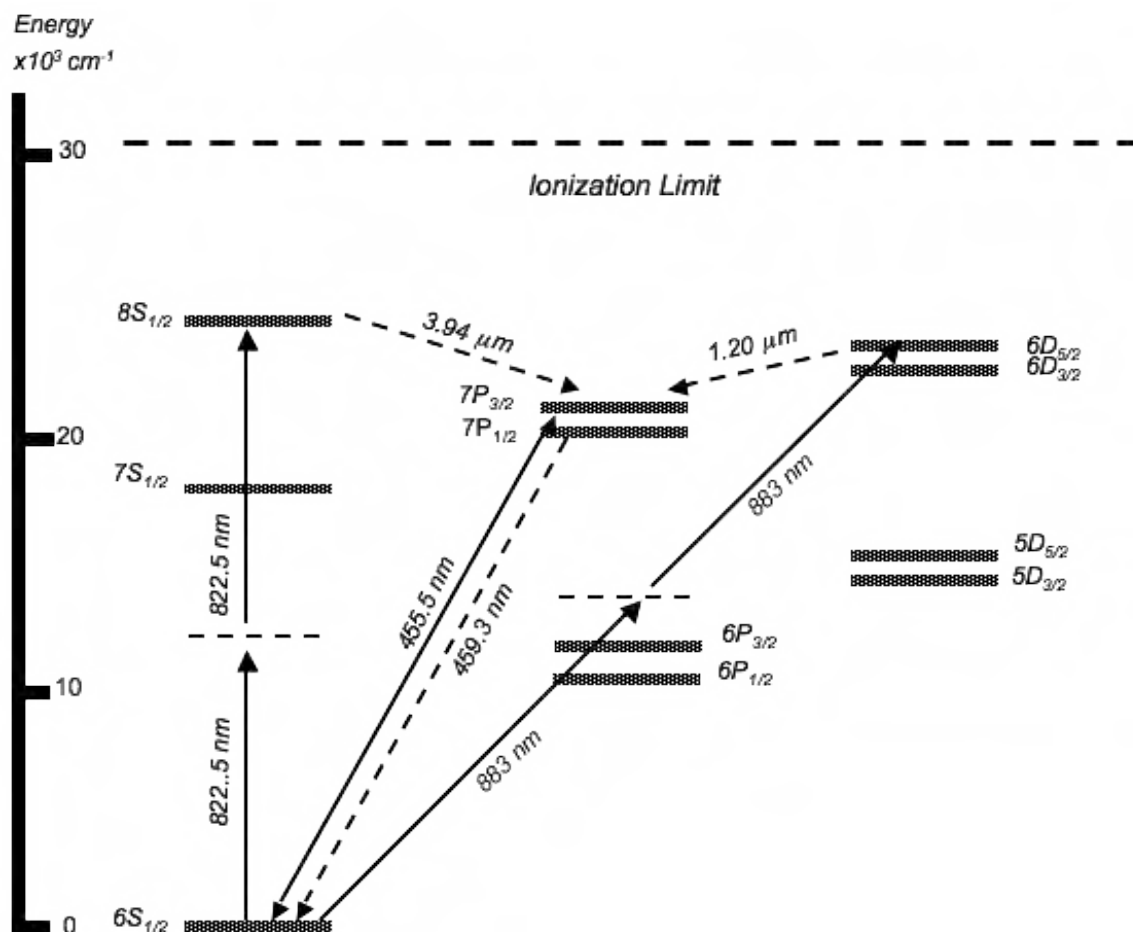 Energy
x10³ cm⁻¹
30
Ionization Limit
8S₁/₂
3.94 μm
1.20 μm
6D₅/₂
6D₃/₂
7P₃/₂
7P₁/₂
20
7S₁/₂
883 nm
822.5 nm
5D₅/₂
5D₃/₂
455.5 nm
459.3 nm
6P₃/₂
6P₁/₂
10
822..5 nm
883 nm
6S₁/₂
0